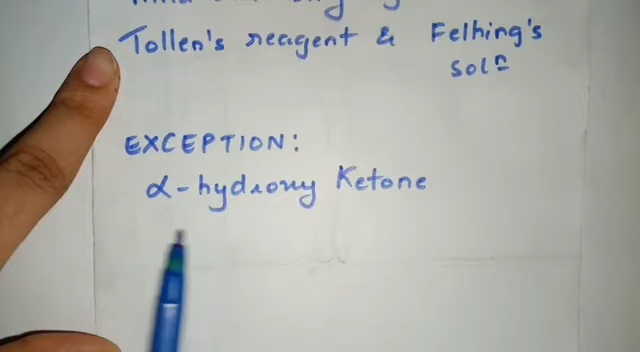 Tollen's reagent & Felhing's
solⁿ
EXCEPTION:
α-hydroxy Ketone